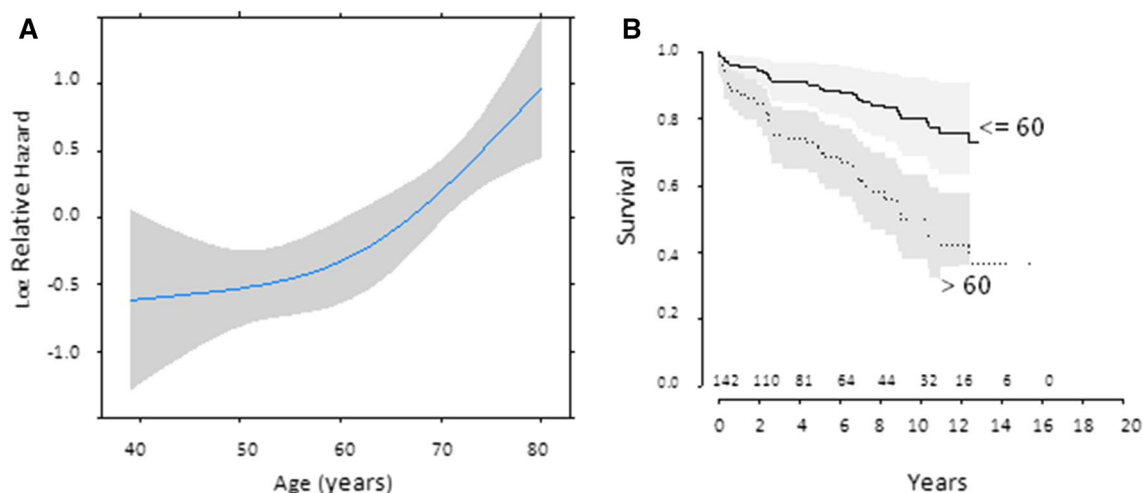 A
Log Relative Hazard
1.0
0.5
0.0
-0.5
-1.0
40 50 60 70 80
Age (years)
B
Survival
1.0
0.8
0.6
0.4
0.2
0.0
<= 60
> 60
142 110 81 64 44 32 16 6 0
0 2 4 6 8 10 12 14 16 18 20
Years